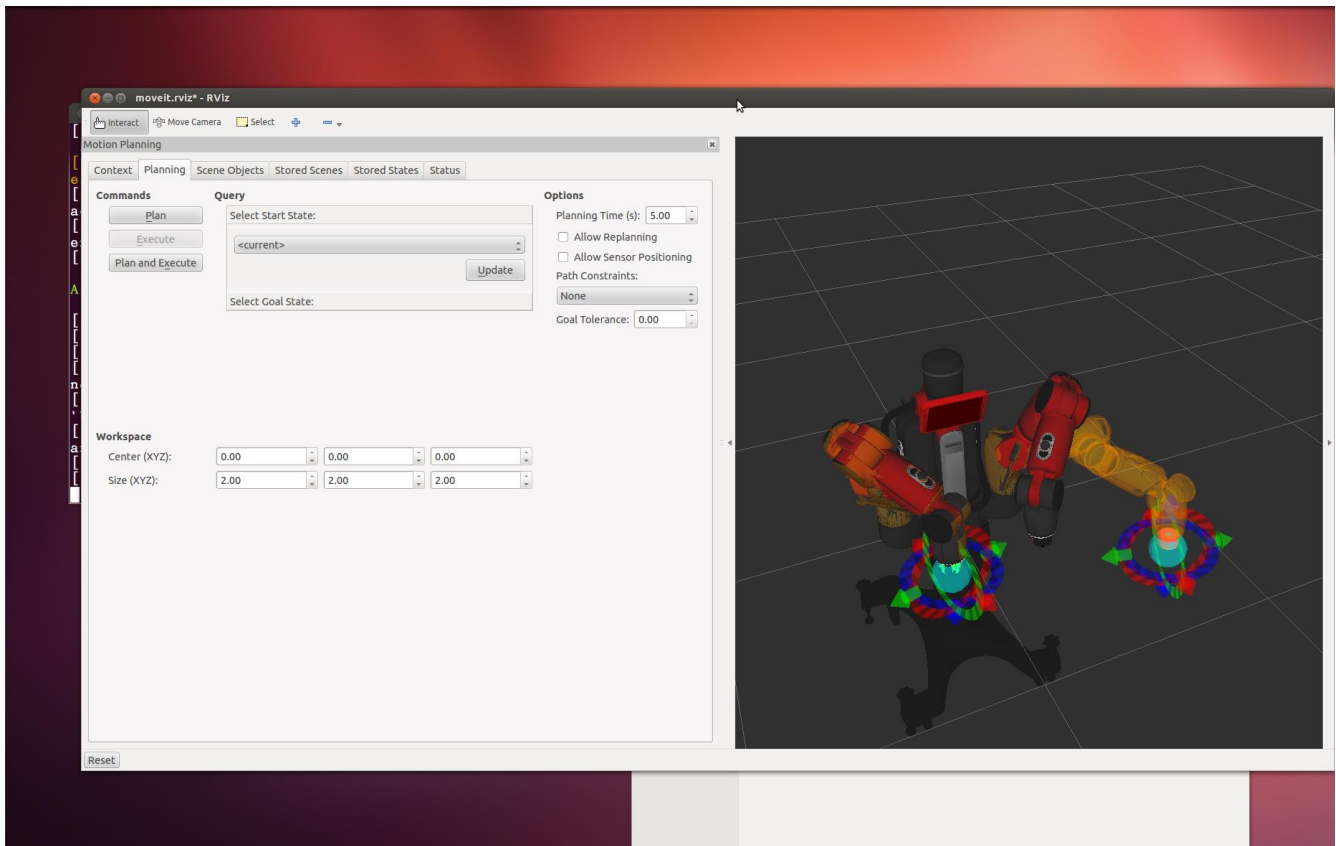 moveit.rviz* - RViz
Interact Move Camera Select
Motion Planning
Context Planning Scene Objects Stored Scenes Stored States Status
Commands Query Options
Plan Select Start State: Planning Time (s): 5.00
Execute <current> Allow Replanning
Plan and Execute Update Allow Sensor Positioning
Path Constraints:
Select Goal State: None
Goal Tolerance: 0.00
Workspace
Center (XYZ): 0.00 0.00 0.00
Size (XYZ): 2.00 2.00 2.00
Reset